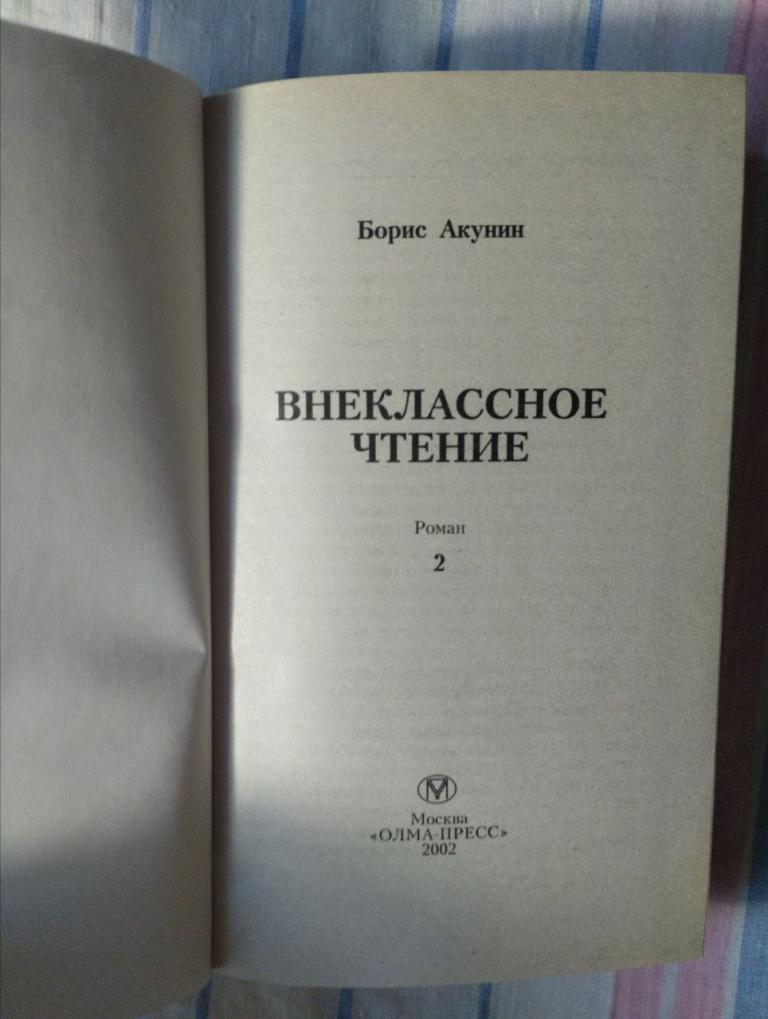 Борис Акунин
ВНЕКЛАССНОЕ
ЧТЕНИЕ
Роман
2
Москва
«ОЛМА-ПРЕСС»
2002